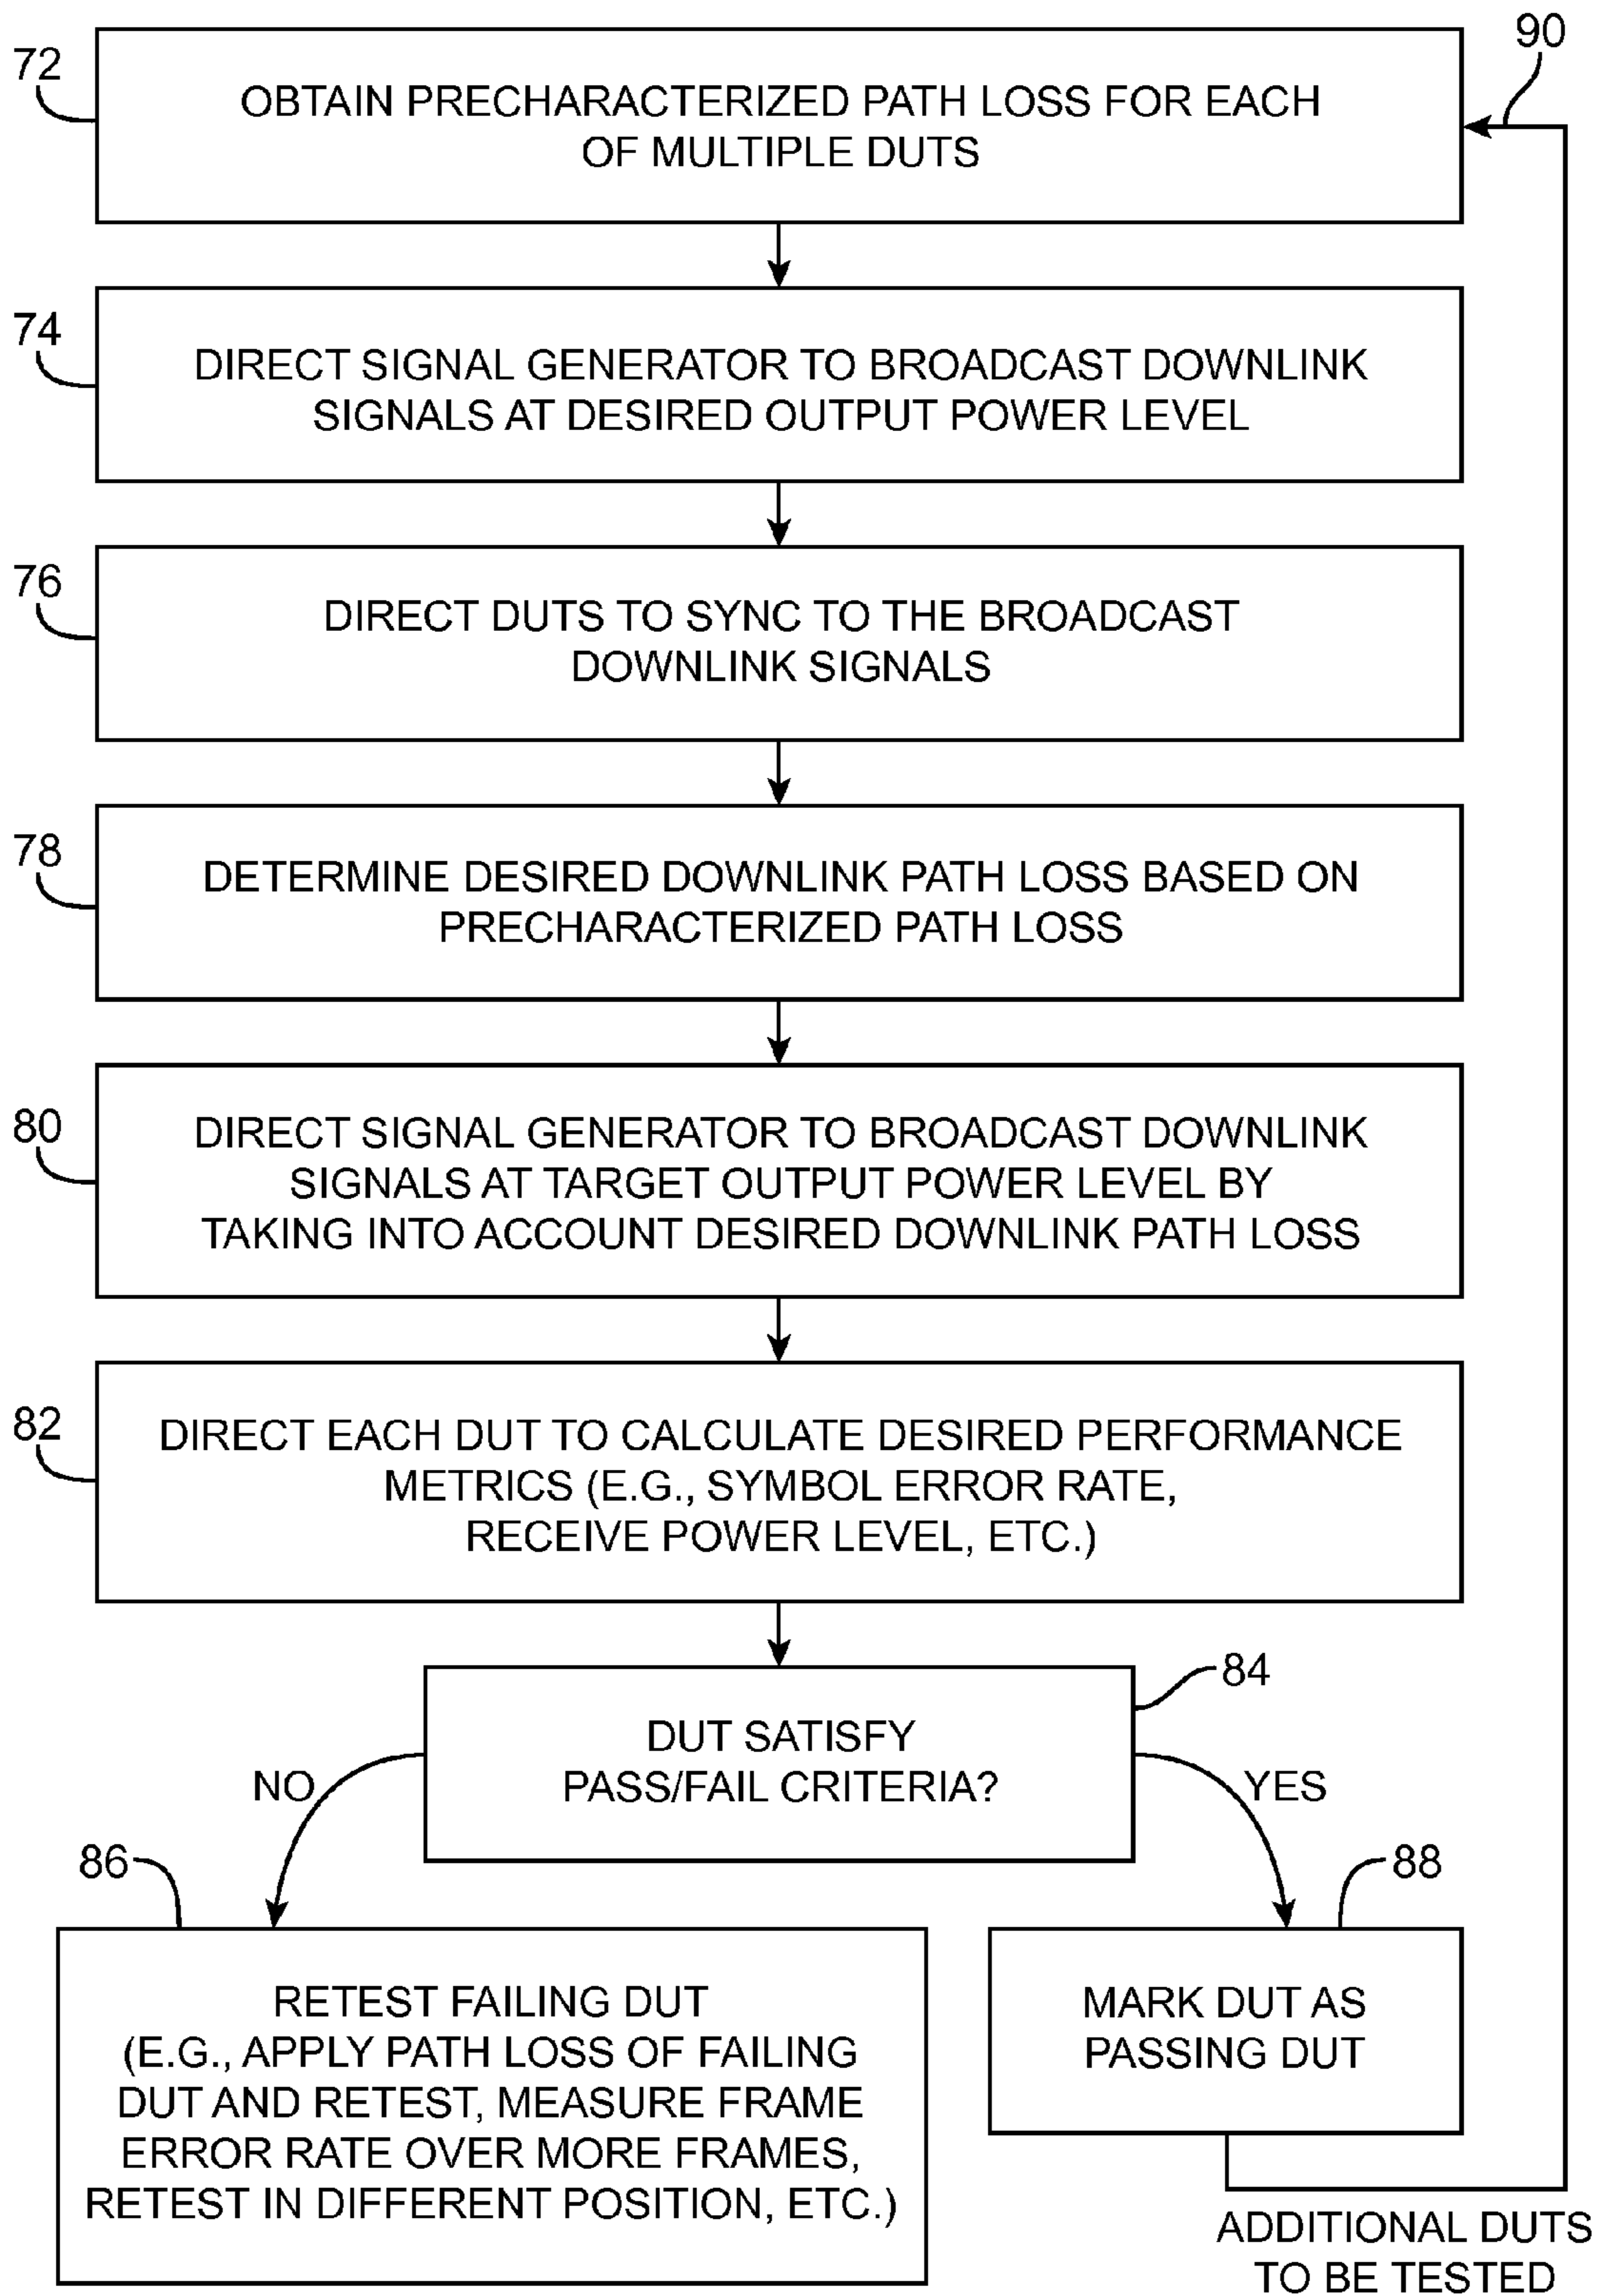 90
72
OBTAIN PRECHARACTERIZED PATH LOSS FOR EACH
OF MULTIPLE DUTS
74
DIRECT SIGNAL GENERATOR TO BROADCAST DOWNLINK
SIGNALS AT DESIRED OUTPUT POWER LEVEL
76
DIRECT DUTS TO SYNC TO THE BROADCAST
DOWNLINK SIGNALS
78
DETERMINE DESIRED DOWNLINK PATH LOSS BASED ON
PRECHARACTERIZED PATH LOSS
80
DIRECT SIGNAL GENERATOR TO BROADCAST DOWNLINK
SIGNALS AT TARGET OUTPUT POWER LEVEL BY
TAKING INTO ACCOUNT DESIRED DOWNLINK PATH LOSS
82
DIRECT EACH DUT TO CALCULATE DESIRED PERFORMANCE
METRICS (E.G., SYMBOL ERROR RATE,
RECEIVE POWER LEVEL, ETC.)
84
DUT SATISFY
PASS/FAIL CRITERIA?
NO
YES
86
88
RETEST FAILING DUT
(E.G., APPLY PATH LOSS OF FAILING
DUT AND RETEST, MEASURE FRAME
ERROR RATE OVER MORE FRAMES,
RETEST IN DIFFERENT POSITION, ETC.)
MARK DUT AS
PASSING DUT
ADDITIONAL DUTS
TO BE TESTED